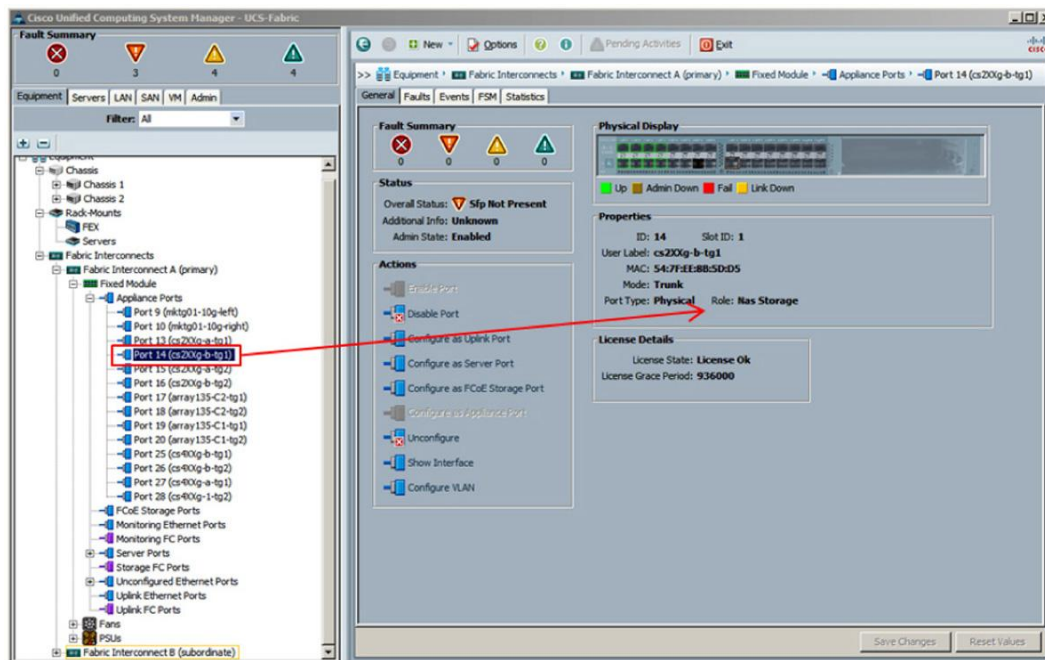 Cisco Unified Computing System Manager - UCS-Fabric
Fault Summary
0 3 4 4
Equipment Servers LAN SAN VM Admin
Filter: All
Equipment
Chassis
Chassis 1
Chassis 2
Rack-Mounts
FEX
Servers
Fabric Interconnects
Fabric Interconnect A (primary)
Fixed Module
Appliance Ports
Port 9 (mktg01-10g-left)
Port 10 (mktg01-10g-right)
Port 13 (cs2XXg-a-tg1)
Port 14 (cs2XXg-b-tg1)
Port 15 (cs2XXg-a-tg2)
Port 16 (cs2XXg-b-tg2)
Port 17 (array135-C2-tg1)
Port 18 (array135-C2-tg2)
Port 19 (array135-C1-tg1)
Port 20 (array135-C1-tg2)
Port 25 (cs4XXg-b-tg1)
Port 26 (cs4XXg-b-tg2)
Port 27 (cs4XXg-a-tg1)
Port 28 (cs4XXg-1-tg2)
FCoE Storage Ports
Monitoring Ethernet Ports
Monitoring FC Ports
Server Ports
Storage FC Ports
Unconfigured Ethernet Ports
Uplink Ethernet Ports
Uplink FC Ports
Fans
PSUs
Fabric Interconnect B (subordinate)
New Options Pending Activities Exit
cisco
>> Equipment Fabric Interconnects Fabric Interconnect A (primary) Fixed Module Appliance Ports Port 14 (cs2XXg-b-tg1)
General Faults Events FSM Statistics
Fault Summary
0 0 0 0
Status
Overall Status: Sfp Not Present
Additional Info: Unknown
Admin State: Enabled
Actions
Enable Port
Disable Port
Configure as Uplink Port
Configure as Server Port
Configure as FCoE Storage Port
Configure as Appliance Port
Unconfigure
Show Interface
Configure VLAN
Physical Display
Up Admin Down Fail Link Down
Properties
ID: 14 Slot ID: 1
User Label: cs2XXg-b-tg1
MAC: 54:7F:EE:8B:5D:D5
Mode: Trunk
Port Type: Physical Role: Nas Storage
License Details
License State: License Ok
License Grace Period: 936000
Save Changes Reset Values